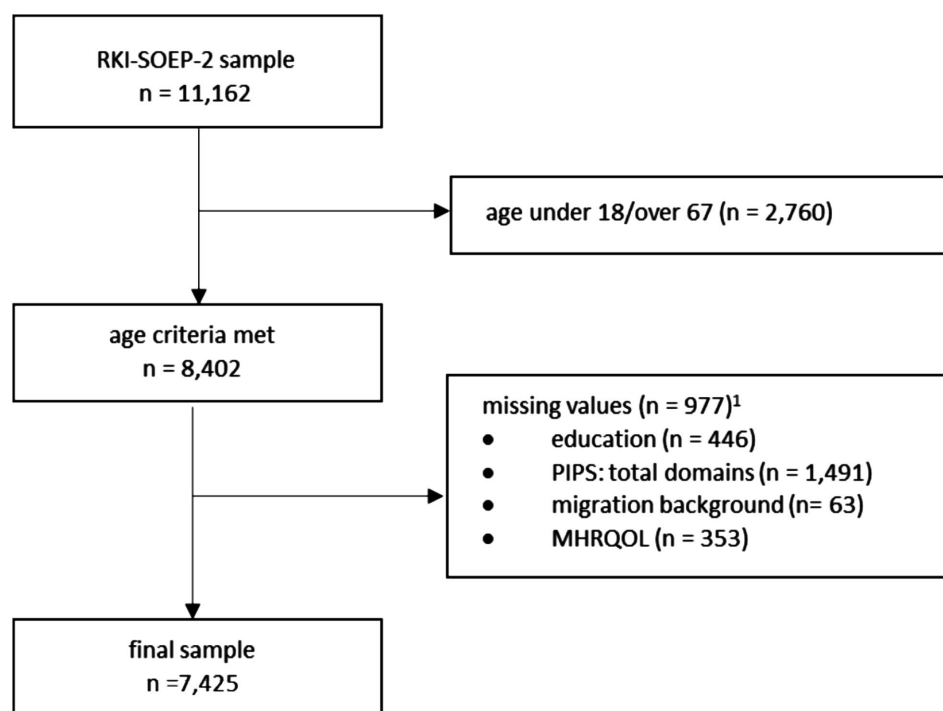 RKI-SOEP-2 sample
n = 11,162
age under 18/over 67 (n = 2,760)
age criteria met
n = 8,402
missing values (n = 977)¹
• education (n = 446)
• PIPS: total domains (n = 1,491)
• migration background (n= 63)
• MHRQOL (n = 353)
final sample
n =7,425